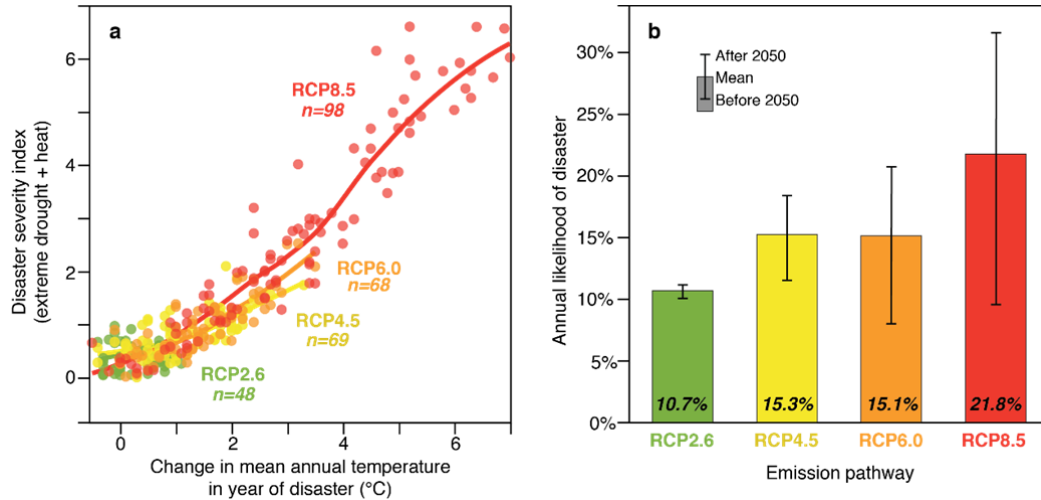 a
6
4
2
0
Disaster severity index
(extreme drought + heat)
RCP8.5
n=98
RCP6.0
n=68
RCP4.5
n=69
RCP2.6
n=48
0 2 4 6
Change in mean annual temperature
in year of disaster (°C)
b
30%
25%
20%
15%
10%
5%
0%
Annual likelihood of disaster
After 2050
Mean
Before 2050
10.7% 15.3% 15.1% 21.8%
RCP2.6 RCP4.5 RCP6.0 RCP8.5
Emission pathway